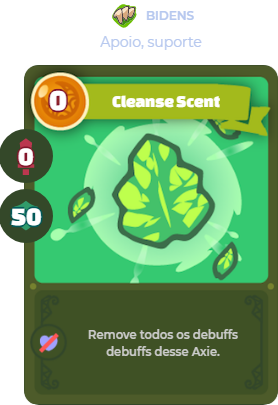 BIDENS
Apoio, suporte
0
Cleanse Scent
0
50
Remove todos os debuffs
debuffs desse Axie.